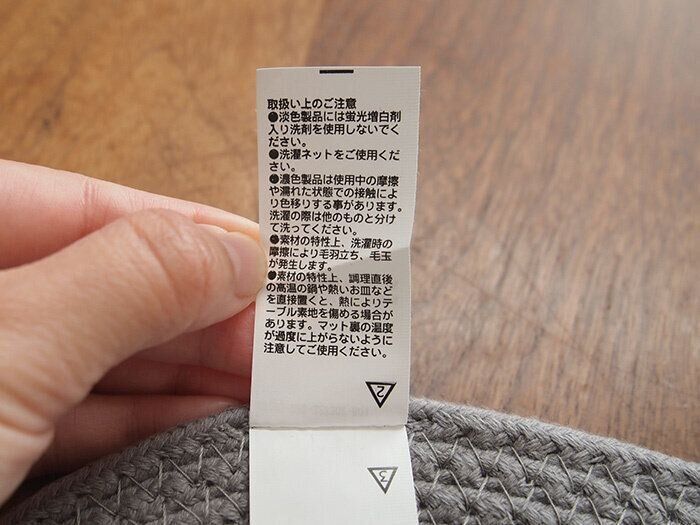 取扱い上のご注意
●淡色製品には蛍光増白剤
入り洗剤を使用しないでく
ださい。
●洗濯ネットをご使用くだ
さい。
●濃色製品は使用中の摩擦
や濡れた状態での接触によ
り色移りする事があります。
洗濯の際は他のものと分け
て洗ってください。
●素材の特性上、洗濯時の
摩擦により毛羽立ち、毛玉
が発生します。
●素材の特性上、調理直後
の高温の鍋や熱いお皿など
を直接置くと、熱によりテ
ーブル素地を傷める場合が
あります。マット裏の温度
が過度に上がらないように
注意してご使用ください。
2
3